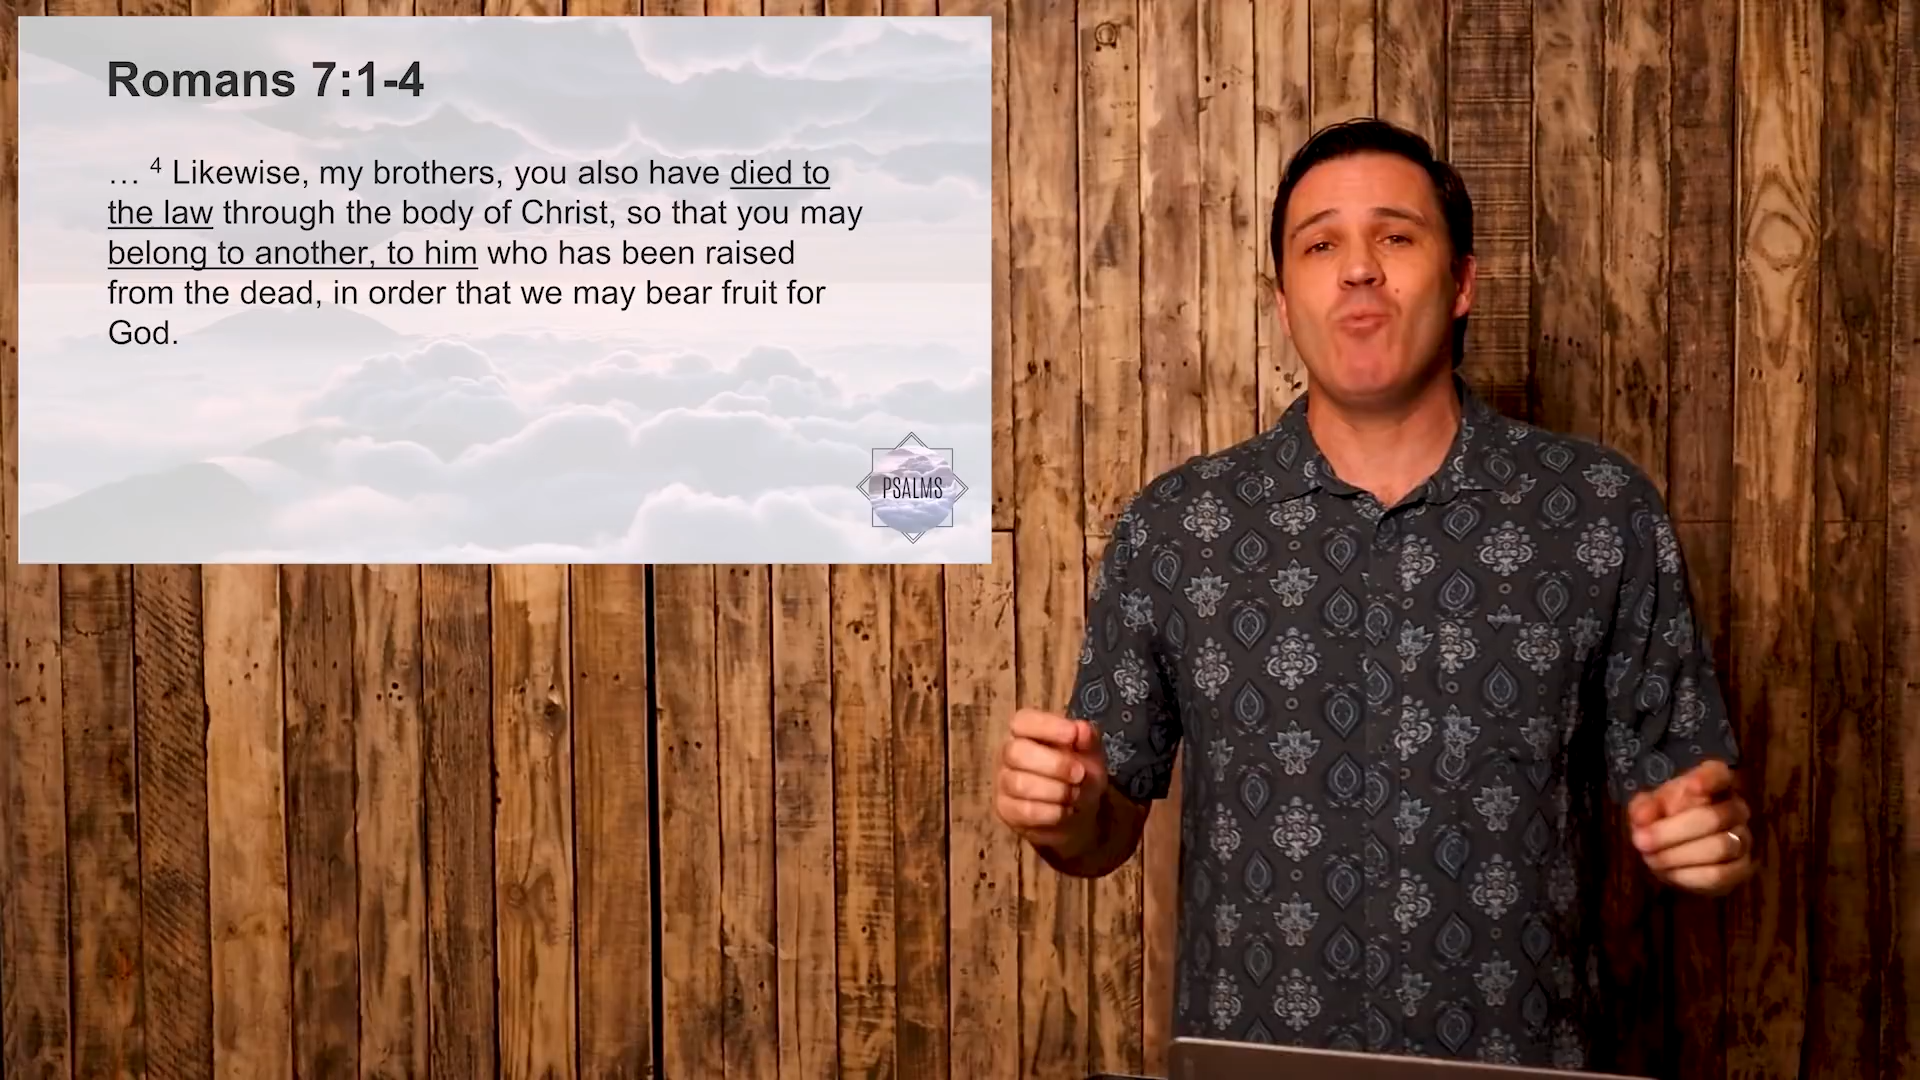 Romans 7:1-4
… 4 Likewise, my brothers, you also have died to
the law through the body of Christ, so that you may
belong to another, to him who has been raised
from the dead, in order that we may bear fruit for
God.
PSALMS